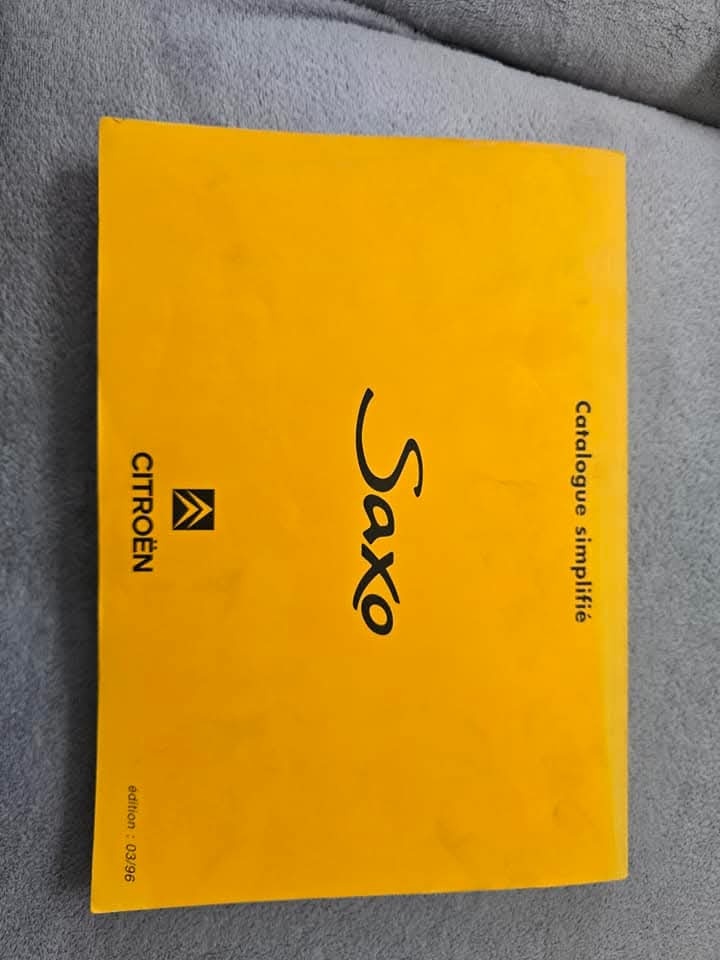 Catalogue simplifié
Saxo
CITROËN
édition : 03/96